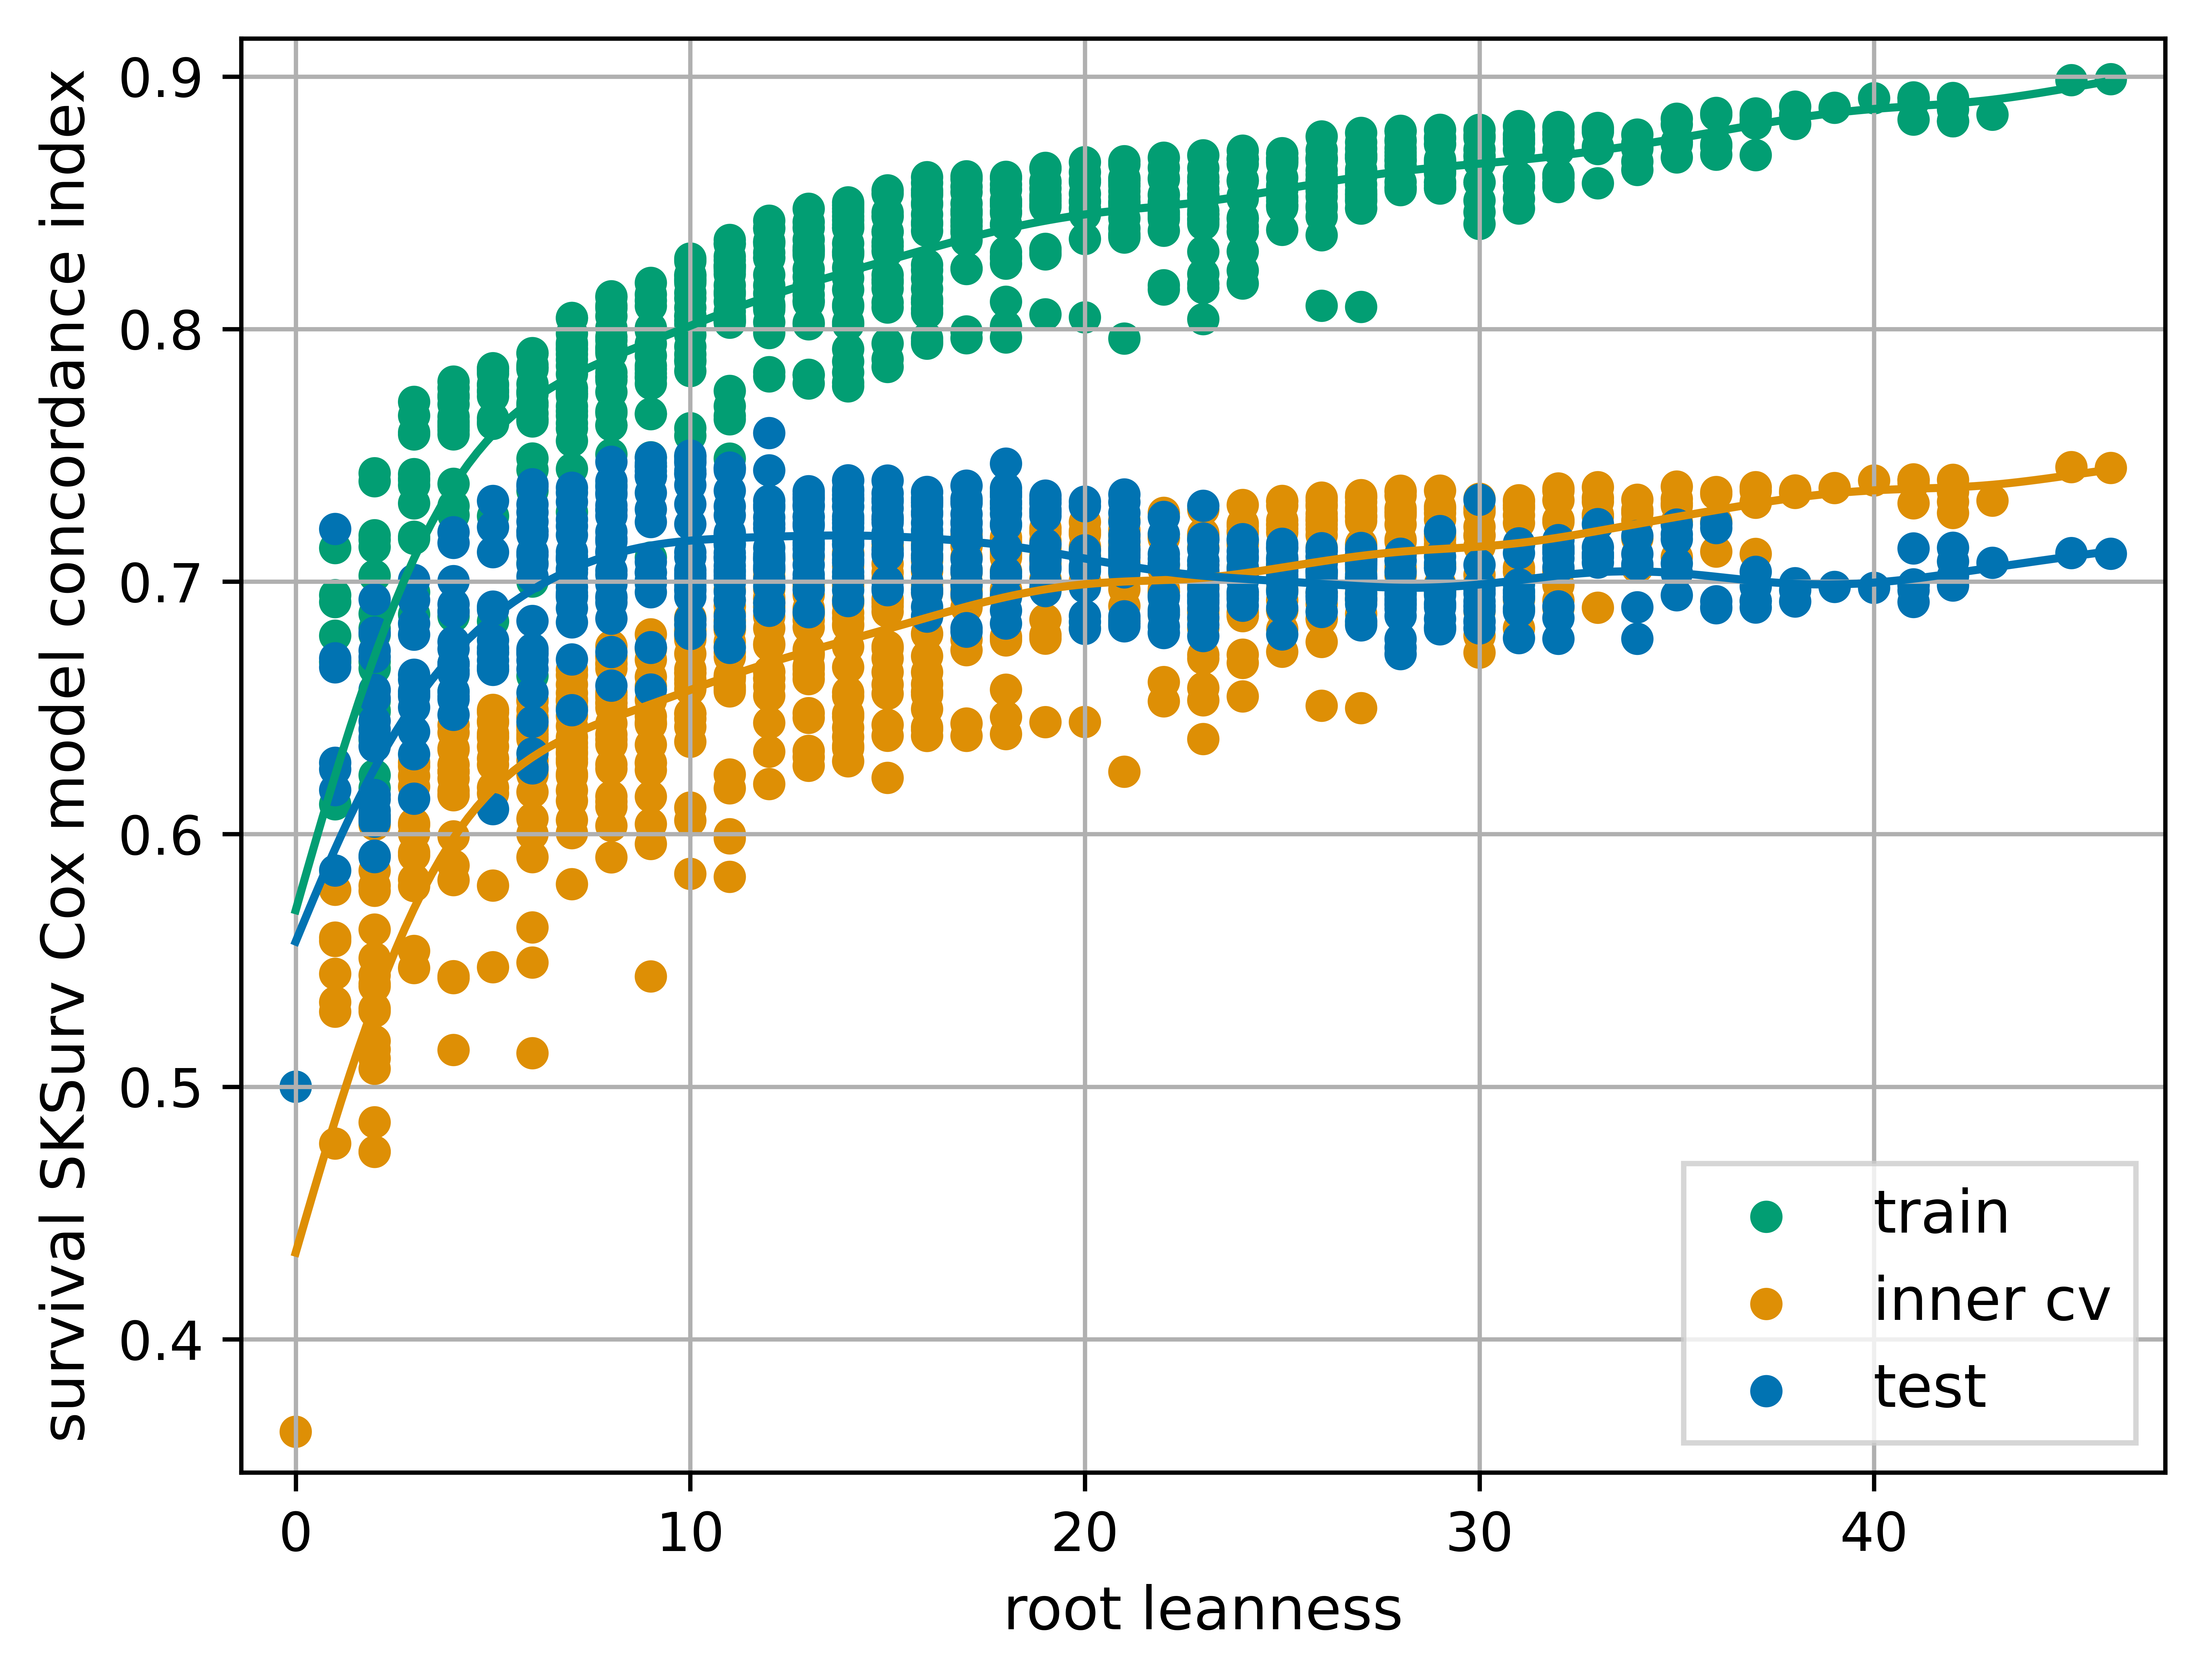 survival SKSurv Cox model concordance index
0.9
0.8
0.7
0.6
0.5
0.4
0 10 20 30 40
root leanness
train
inner cv
test